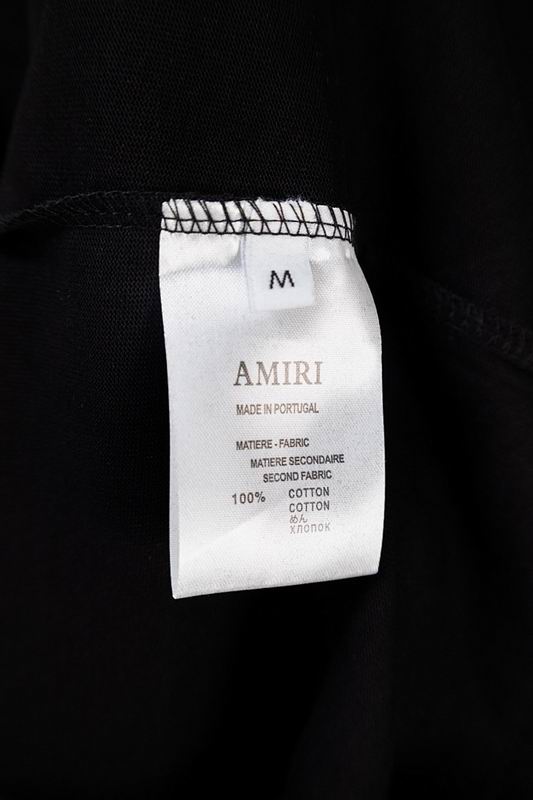 M
AMIRI
MADE IN PORTUGAL
MATIERE - FABRIC
MATIERE SECONDAIRE
SECOND FABRIC
100% COTTON
COTTON
めん
хлопок